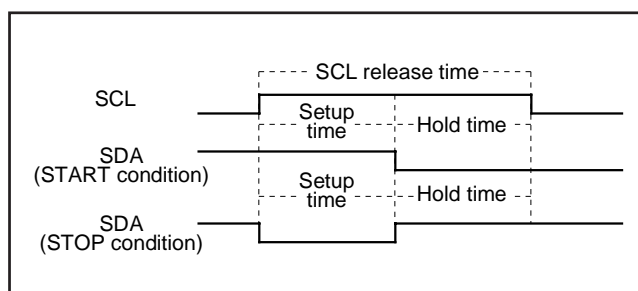 SCL release time
SCL
Setup
time
Hold time
SDA
(START condition)
Setup
time
Hold time
SDA
(STOP condition)